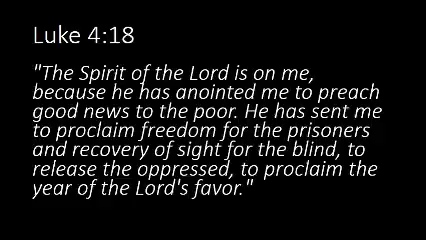 Luke 4:18
"The Spirit of the Lord is on me,
because he has anointed me to preach
good news to the poor. He has sent me
to proclaim freedom for the prisoners
and recovery of sight for the blind, to
release the oppressed, to proclaim the
year of the Lord's favor."